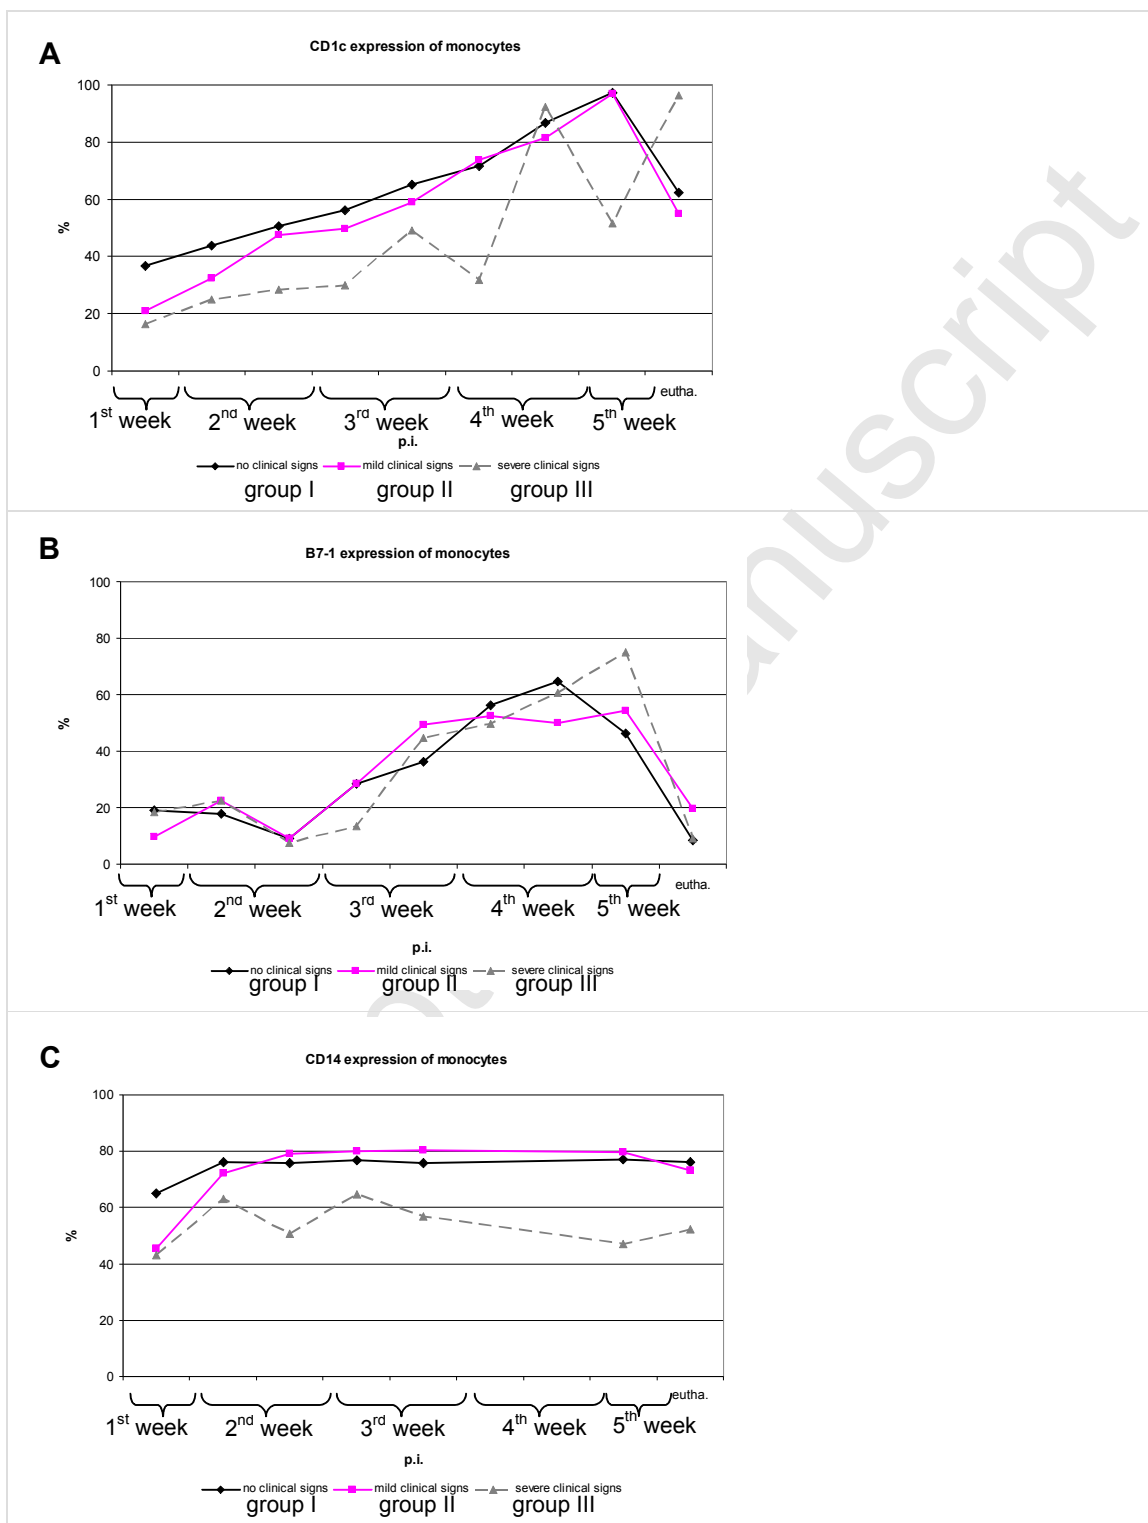 A
CD1c expression of monocytes
100
80
60
40
20
0
%
1st week
2nd week
3rd week
4th week
5th week
eutha.
p.i.
no clinical signs mild clinical signs severe clinical signs
group I group II group III
B
B7-1 expression of monocytes
100
80
60
40
20
0
%
1st week
2nd week
3rd week
4th week
5th week
eutha.
p.i.
no clinical signs mild clinical signs severe clinical signs
group I group II group III
C
CD14 expression of monocytes
100
80
60
40
20
0
%
1st week
2nd week
3rd week
4th week
5th week
eutha.
p.i.
no clinical signs mild clinical signs severe clinical signs
group I group II group III